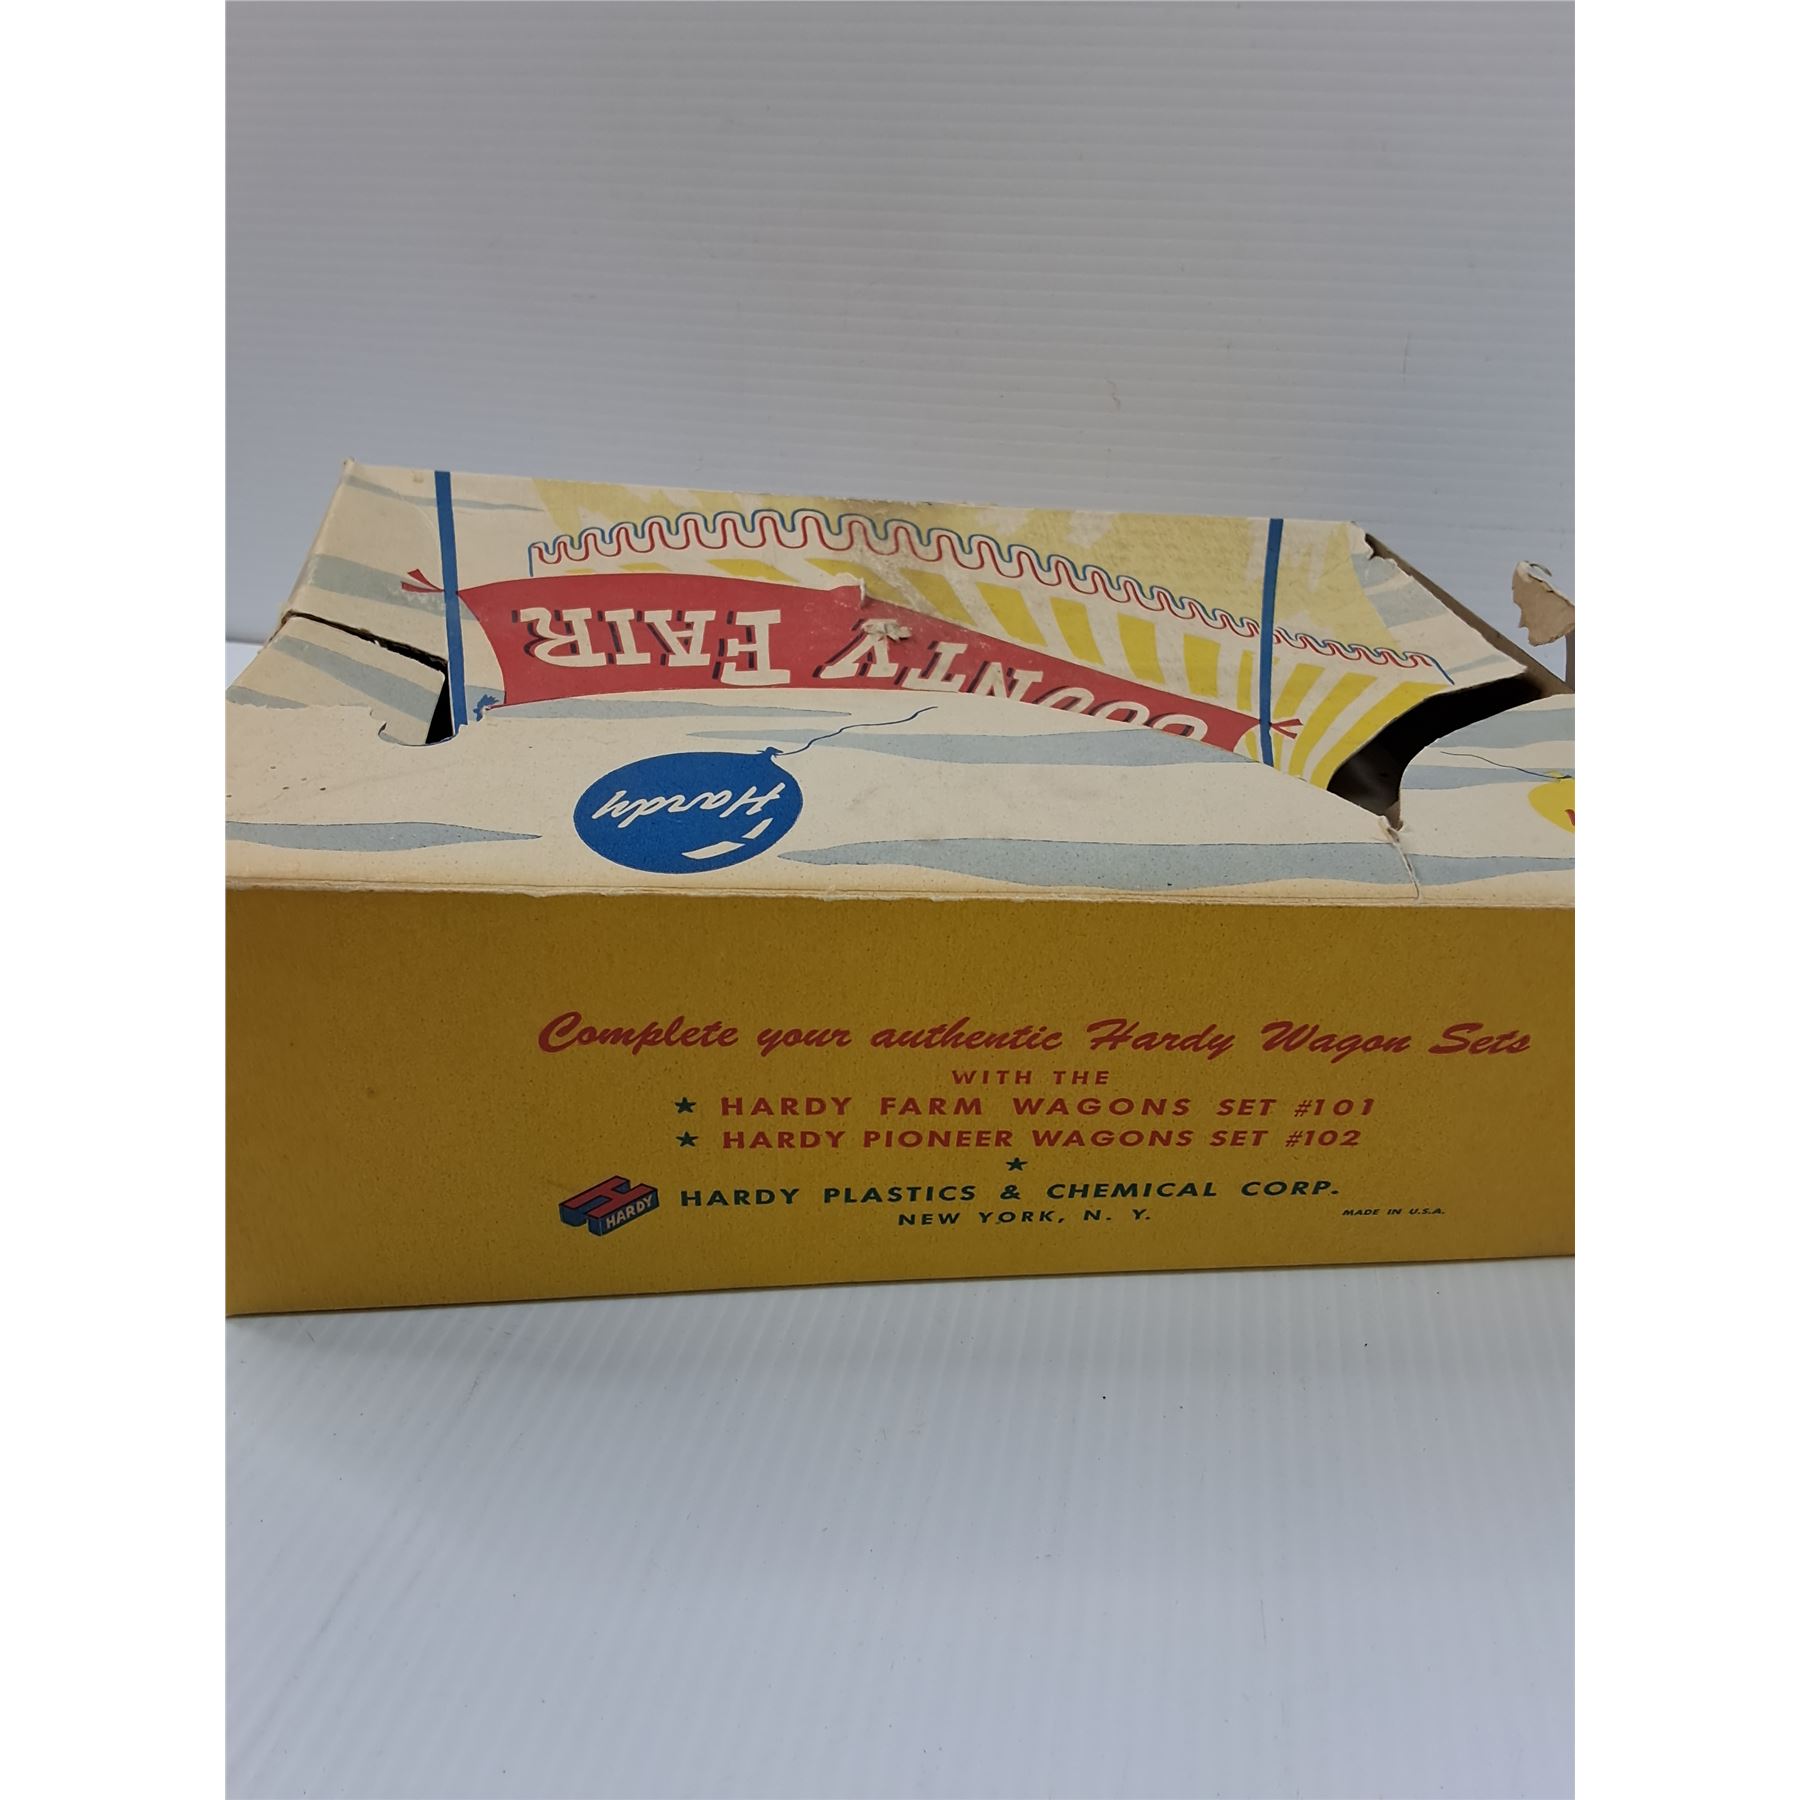 COUNTY FAIR
Hardy
Complete your authentic Hardy Wagon Sets
WITH THE
★ HARDY FARM WAGONS SET #101
★ HARDY PIONEER WAGONS SET #102
★
HARDY
HARDY PLASTICS & CHEMICAL CORP.
NEW YORK, N. Y.
MADE IN U.S.A.